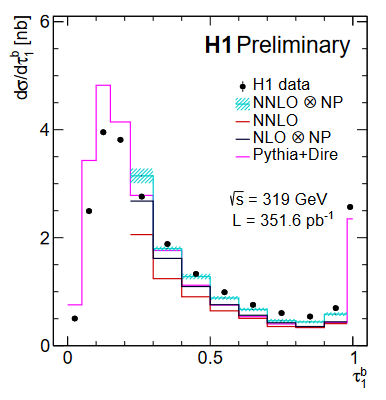 H1 Preliminary
dσ/dτ₁ᵇ [nb]
6
4
2
0
H1 data
NNLO ⊗ NP
NNLO
NLO ⊗ NP
Pythia+Dire
√s = 319 GeV
L = 351.6 pb⁻¹
0 0.5 1
τ₁ᵇ